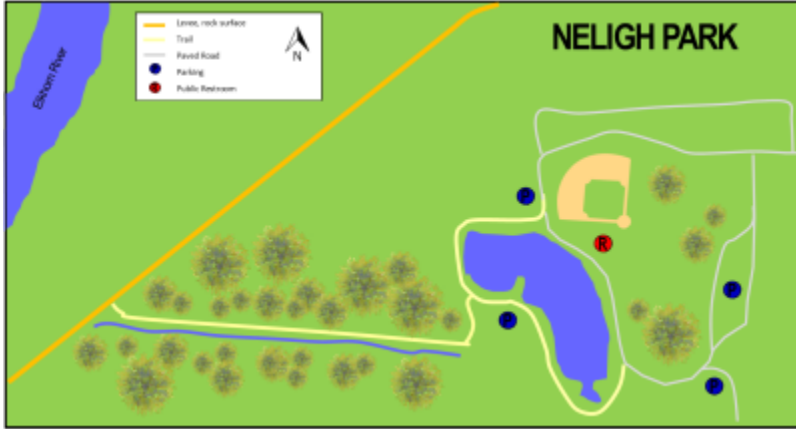 NELIGH PARK
Levee, rock surface
Trail
Paved Road
Parking
Public Restroom
N
Elkhorn River
P
R
P
P
P